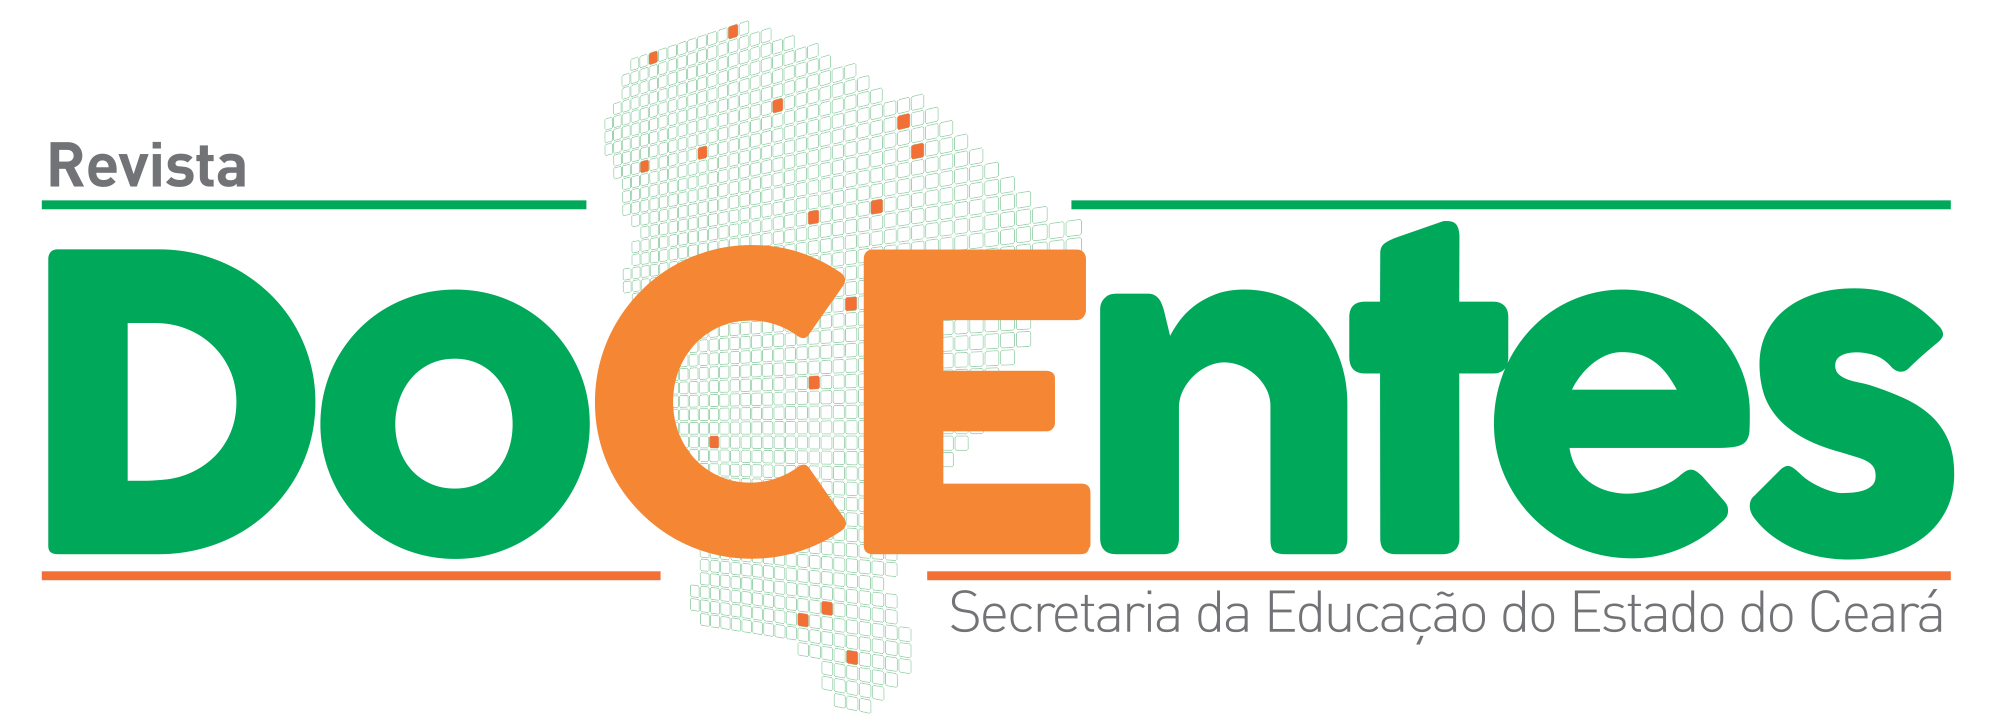 Revista
DoCEntes
Secretaria da Educação do Estado do Ceará